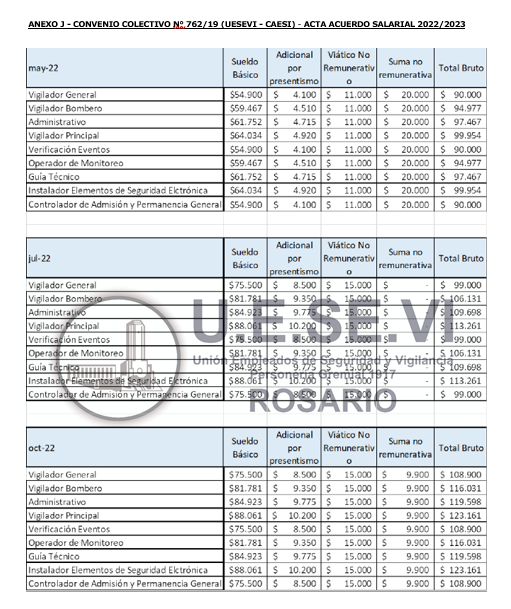 ANEXO J - CONVENIO COLECTIVO Nº 762/19 (UESEVI - CAESI) - ACTA ACUERDO SALARIAL 2022/2023
may-22 Sueldo Básico Adicional por presentismo Viático No Remunerativo Suma no remunerativa Total Bruto
Vigilador General $54.900 $ 4.100 $ 11.000 $ 20.000 $ 90.000
Vigilador Bombero $59.467 $ 4.510 $ 11.000 $ 20.000 $ 94.977
Administrativo $61.752 $ 4.715 $ 11.000 $ 20.000 $ 97.467
Vigilador Principal $64.034 $ 4.920 $ 11.000 $ 20.000 $ 99.954
Verificación Eventos $54.900 $ 4.100 $ 11.000 $ 20.000 $ 90.000
Operador de Monitoreo $59.467 $ 4.510 $ 11.000 $ 20.000 $ 94.977
Guía Técnico $61.752 $ 4.715 $ 11.000 $ 20.000 $ 97.467
Instalador Elementos de Seguridad Elctrónica $64.034 $ 4.920 $ 11.000 $ 20.000 $ 99.954
Controlador de Admisión y Permanencia General $54.900 $ 4.100 $ 11.000 $ 20.000 $ 90.000
jul-22 Sueldo Básico Adicional por presentismo Viático No Remunerativo Suma no remunerativa Total Bruto
Vigilador General $75.500 $ 8.500 $ 15.000 $ - $ 99.000
Vigilador Bombero $81.781 $ 9.350 $ 15.000 $ - $ 106.131
Administrativo $84.923 $ 9.775 $ 15.000 $ - $ 109.698
Vigilador Principal $88.061 $ 10.200 $ 15.000 $ - $ 113.261
Verificación Eventos $75.500 $ 8.500 $ 15.000 $ - $ 99.000
Operador de Monitoreo $81.781 $ 9.350 $ 15.000 $ - $ 106.131
Guía Técnico $84.923 $ 9.775 $ 15.000 $ - $ 109.698
Instalador Elementos de Seguridad Elctrónica $88.061 $ 10.200 $ 15.000 $ - $ 113.261
Controlador de Admisión y Permanencia General $75.500 $ 8.500 $ 15.000 $ - $ 99.000
U.E.SE.VI
Unión Empleados de Seguridad y Vigilancia
Personería Gremial 1917
ROSARIO
oct-22 Sueldo Básico Adicional por presentismo Viático No Remunerativo Suma no remunerativa Total Bruto
Vigilador General $75.500 $ 8.500 $ 15.000 $ 9.900 $ 108.900
Vigilador Bombero $81.781 $ 9.350 $ 15.000 $ 9.900 $ 116.031
Administrativo $84.923 $ 9.775 $ 15.000 $ 9.900 $ 119.598
Vigilador Principal $88.061 $ 10.200 $ 15.000 $ 9.900 $ 123.161
Verificación Eventos $75.500 $ 8.500 $ 15.000 $ 9.900 $ 108.900
Operador de Monitoreo $81.781 $ 9.350 $ 15.000 $ 9.900 $ 116.031
Guía Técnico $84.923 $ 9.775 $ 15.000 $ 9.900 $ 119.598
Instalador Elementos de Seguridad Elctrónica $88.061 $ 10.200 $ 15.000 $ 9.900 $ 123.161
Controlador de Admisión y Permanencia General $75.500 $ 8.500 $ 15.000 $ 9.900 $ 108.900